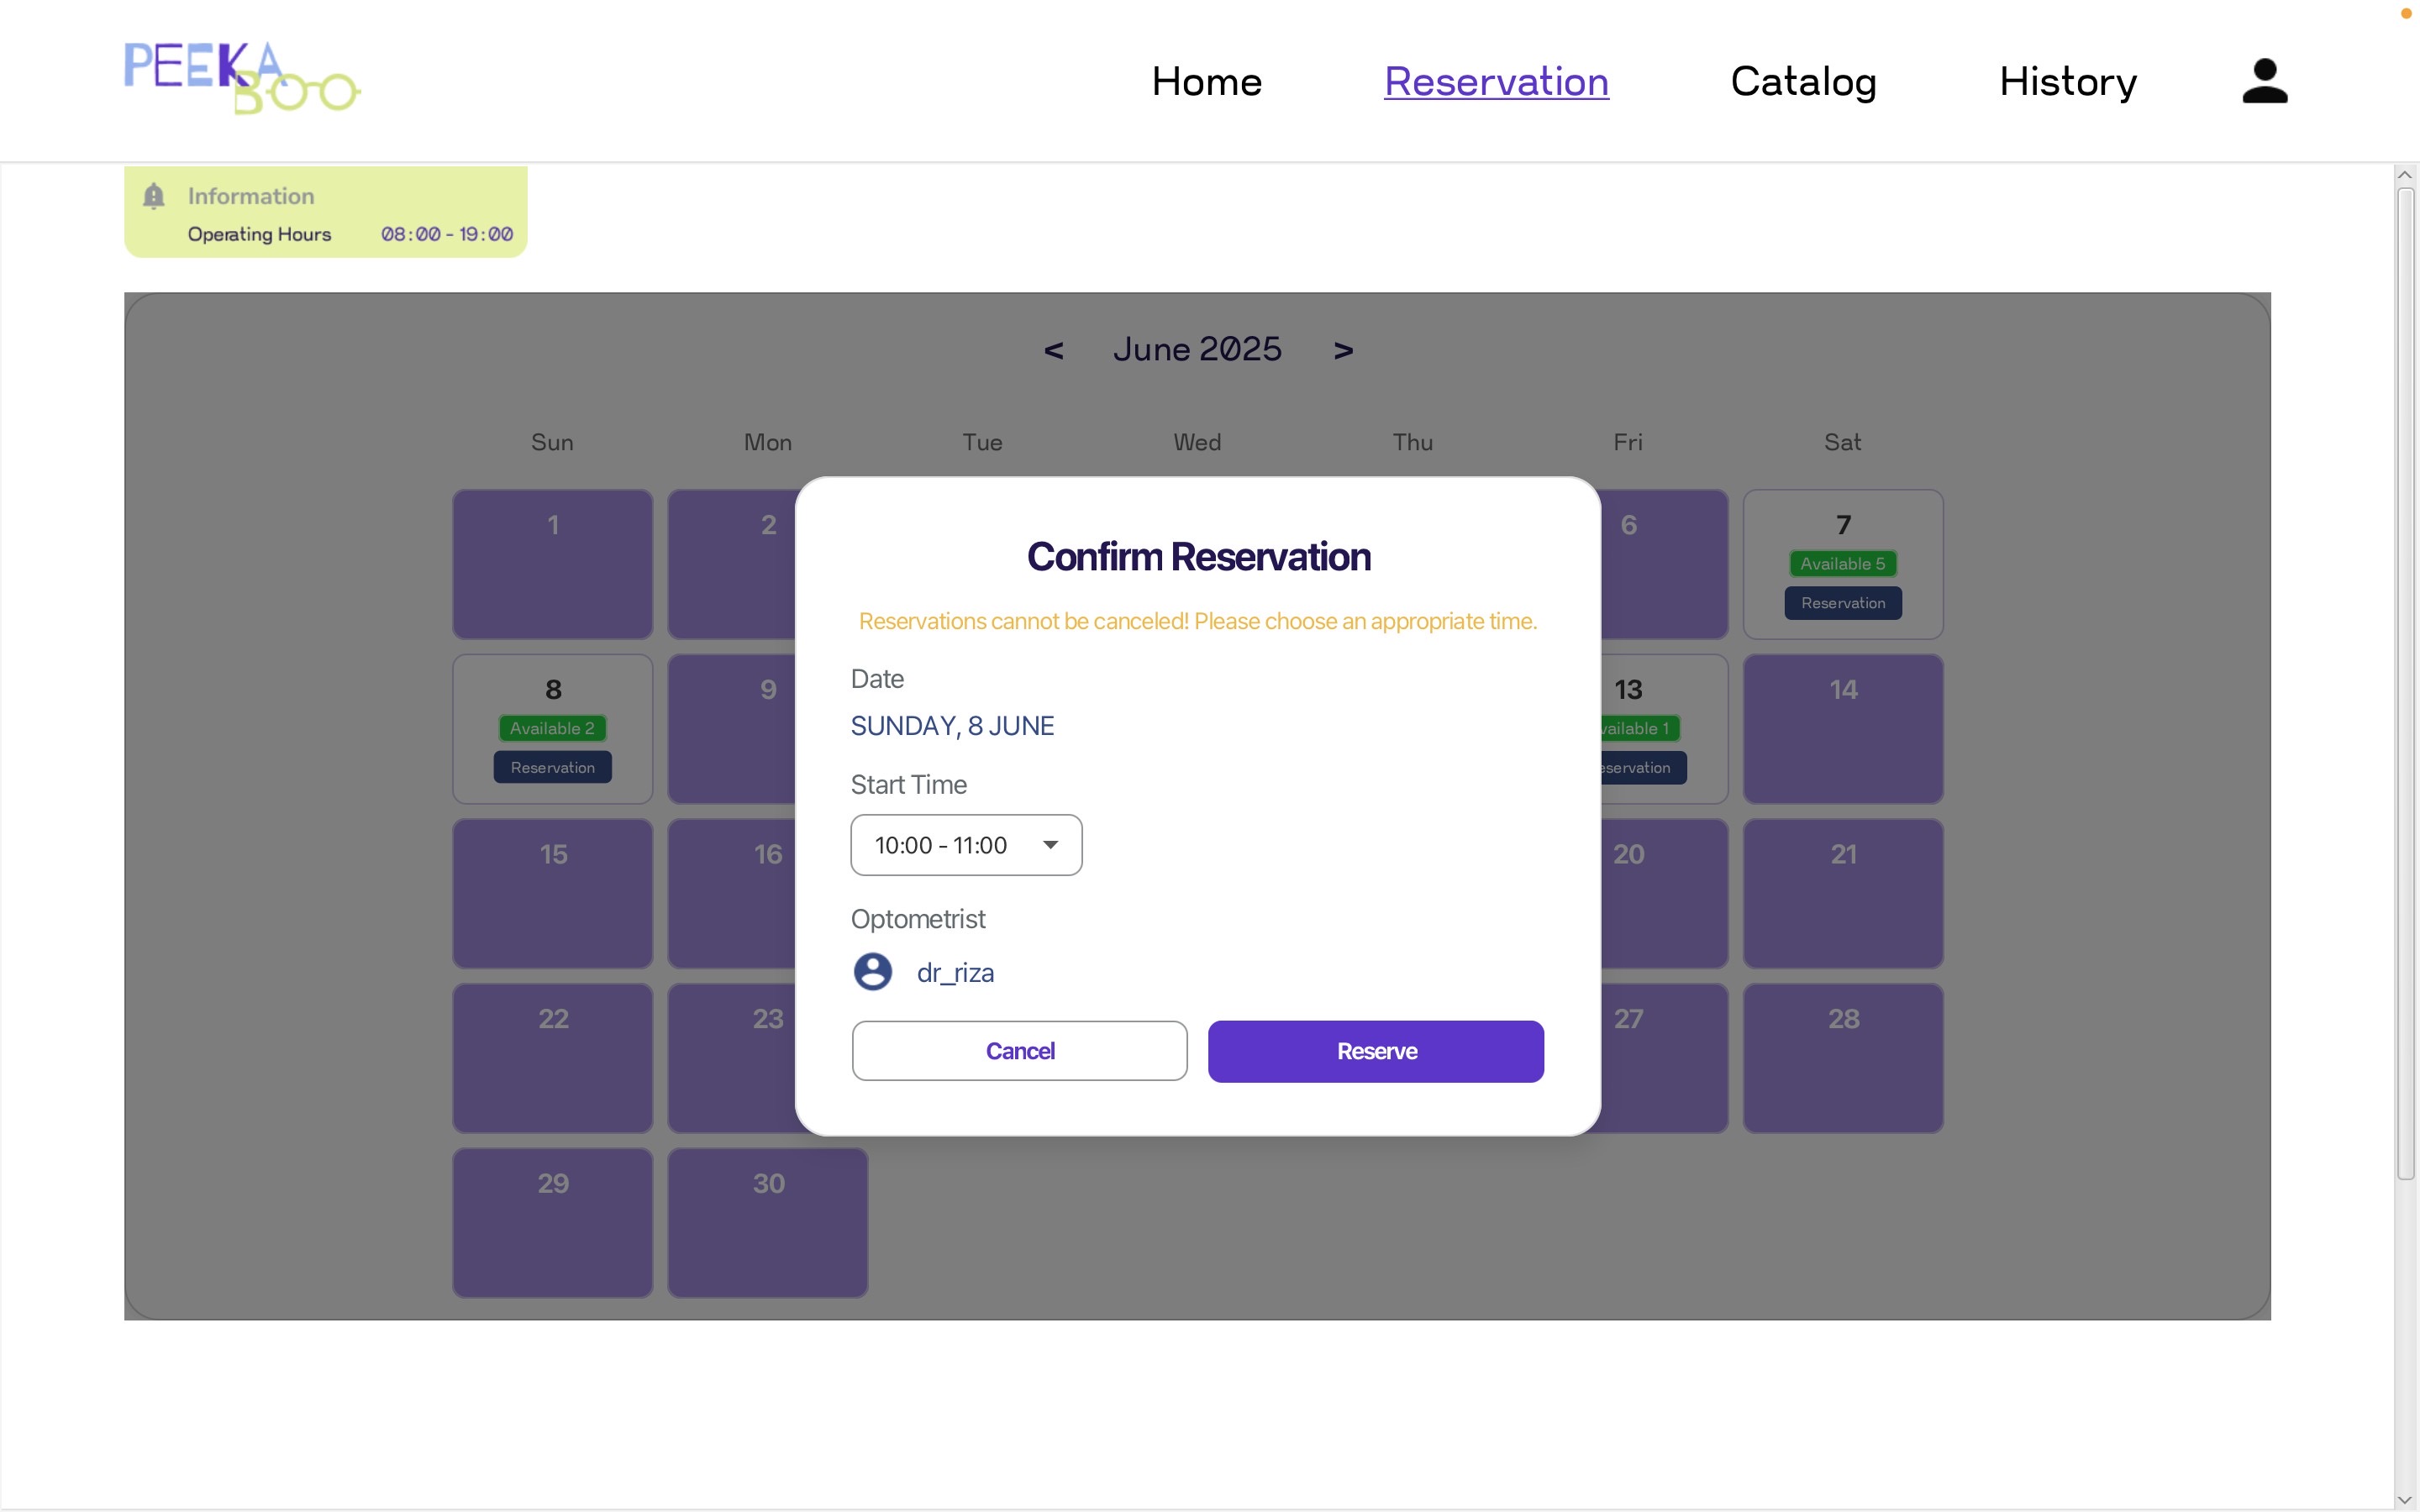 PEEKA
BOO
Home Reservation Catalog History
Information
Operating Hours 08:00 - 19:00
< June 2025 >
Sun Mon Tue Wed Thu Fri Sat
1 2 6 7
Available 5
Reservation
Confirm Reservation
Reservations cannot be canceled! Please choose an appropriate time.
Date
SUNDAY, 8 JUNE
Start Time
10:00 - 11:00
Optometrist
dr_riza
Cancel Reserve
8 9 13 14
Available 2 vailable 1
Reservation eservation
15 16 20 21
22 23 27 28
29 30